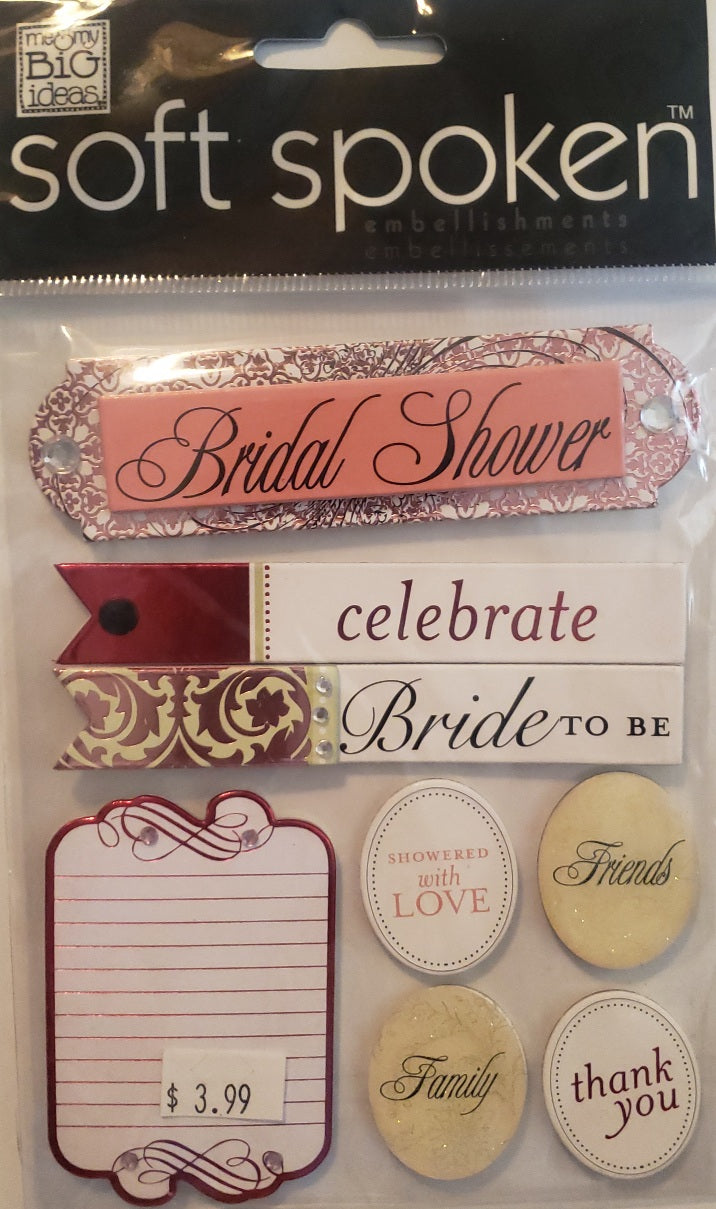 me & my
BiG
ideas
soft spoken™
embellishments
embellissements
Bridal Shower
celebrate
Bride TO BE
SHOWERED
with
LOVE
Friends
Family
thank
you
$ 3.99